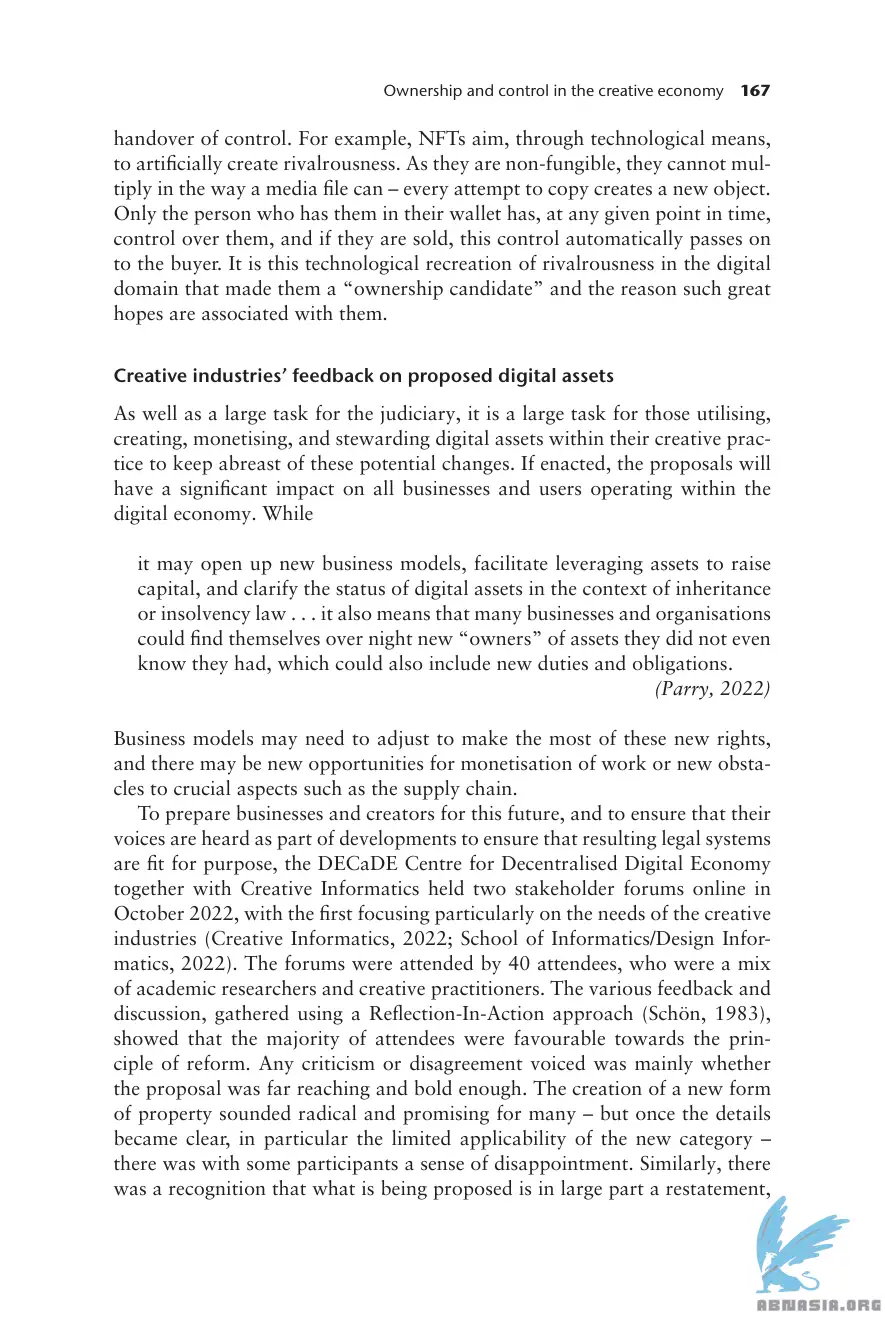 Ownership and control in the creative economy 167
handover of control. For example, NFTs aim, through technological means,
to artificially create rivalrousness. As they are non-fungible, they cannot mul-
tiply in the way a media file can – every attempt to copy creates a new object.
Only the person who has them in their wallet has, at any given point in time,
control over them, and if they are sold, this control automatically passes on
to the buyer. It is this technological recreation of rivalrousness in the digital
domain that made them a “ownership candidate” and the reason such great
hopes are associated with them.
Creative industries’ feedback on proposed digital assets
As well as a large task for the judiciary, it is a large task for those utilising,
creating, monetising, and stewarding digital assets within their creative prac-
tice to keep abreast of these potential changes. If enacted, the proposals will
have a significant impact on all businesses and users operating within the
digital economy. While
it may open up new business models, facilitate leveraging assets to raise
capital, and clarify the status of digital assets in the context of inheritance
or insolvency law . . . it also means that many businesses and organisations
could find themselves over night new “owners” of assets they did not even
know they had, which could also include new duties and obligations.
(Parry, 2022)
Business models may need to adjust to make the most of these new rights,
and there may be new opportunities for monetisation of work or new obsta-
cles to crucial aspects such as the supply chain.
To prepare businesses and creators for this future, and to ensure that their
voices are heard as part of developments to ensure that resulting legal systems
are fit for purpose, the DECaDE Centre for Decentralised Digital Economy
together with Creative Informatics held two stakeholder forums online in
October 2022, with the first focusing particularly on the needs of the creative
industries (Creative Informatics, 2022; School of Informatics/Design Infor-
matics, 2022). The forums were attended by 40 attendees, who were a mix
of academic researchers and creative practitioners. The various feedback and
discussion, gathered using a Reflection-In-Action approach (Schön, 1983),
showed that the majority of attendees were favourable towards the prin-
ciple of reform. Any criticism or disagreement voiced was mainly whether
the proposal was far reaching and bold enough. The creation of a new form
of property sounded radical and promising for many – but once the details
became clear, in particular the limited applicability of the new category –
there was with some participants a sense of disappointment. Similarly, there
was a recognition that what is being proposed is in large part a restatement,
ABNASIA.ORG